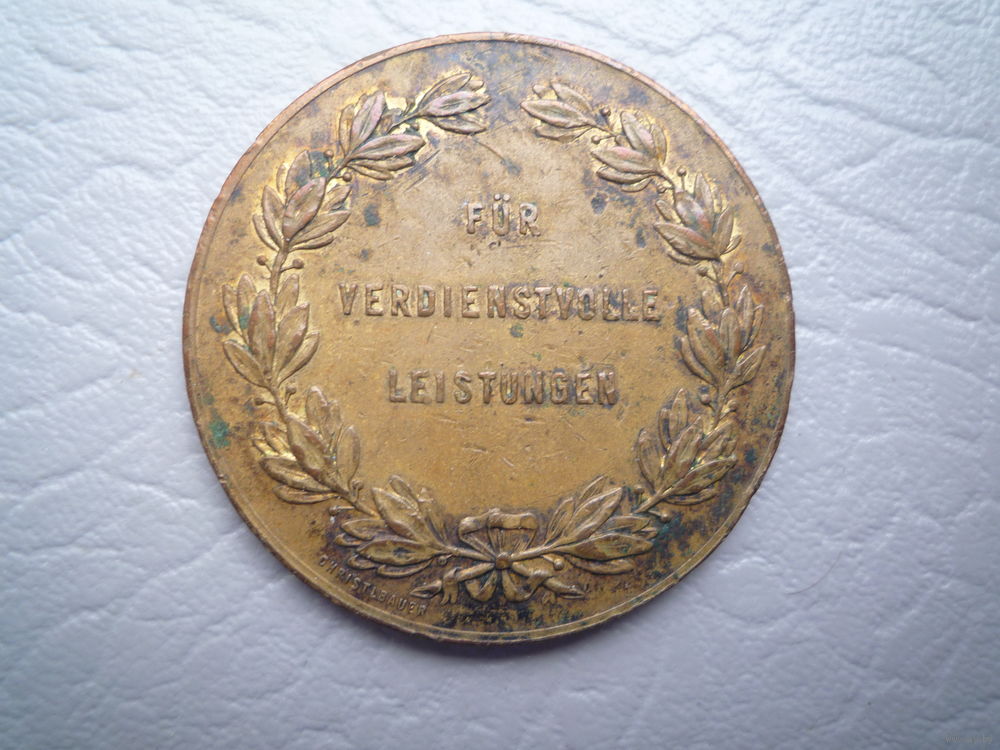 FÜR
VERDIENSTVOLLE
LEISTUNGEN
CHRISTLBAUER